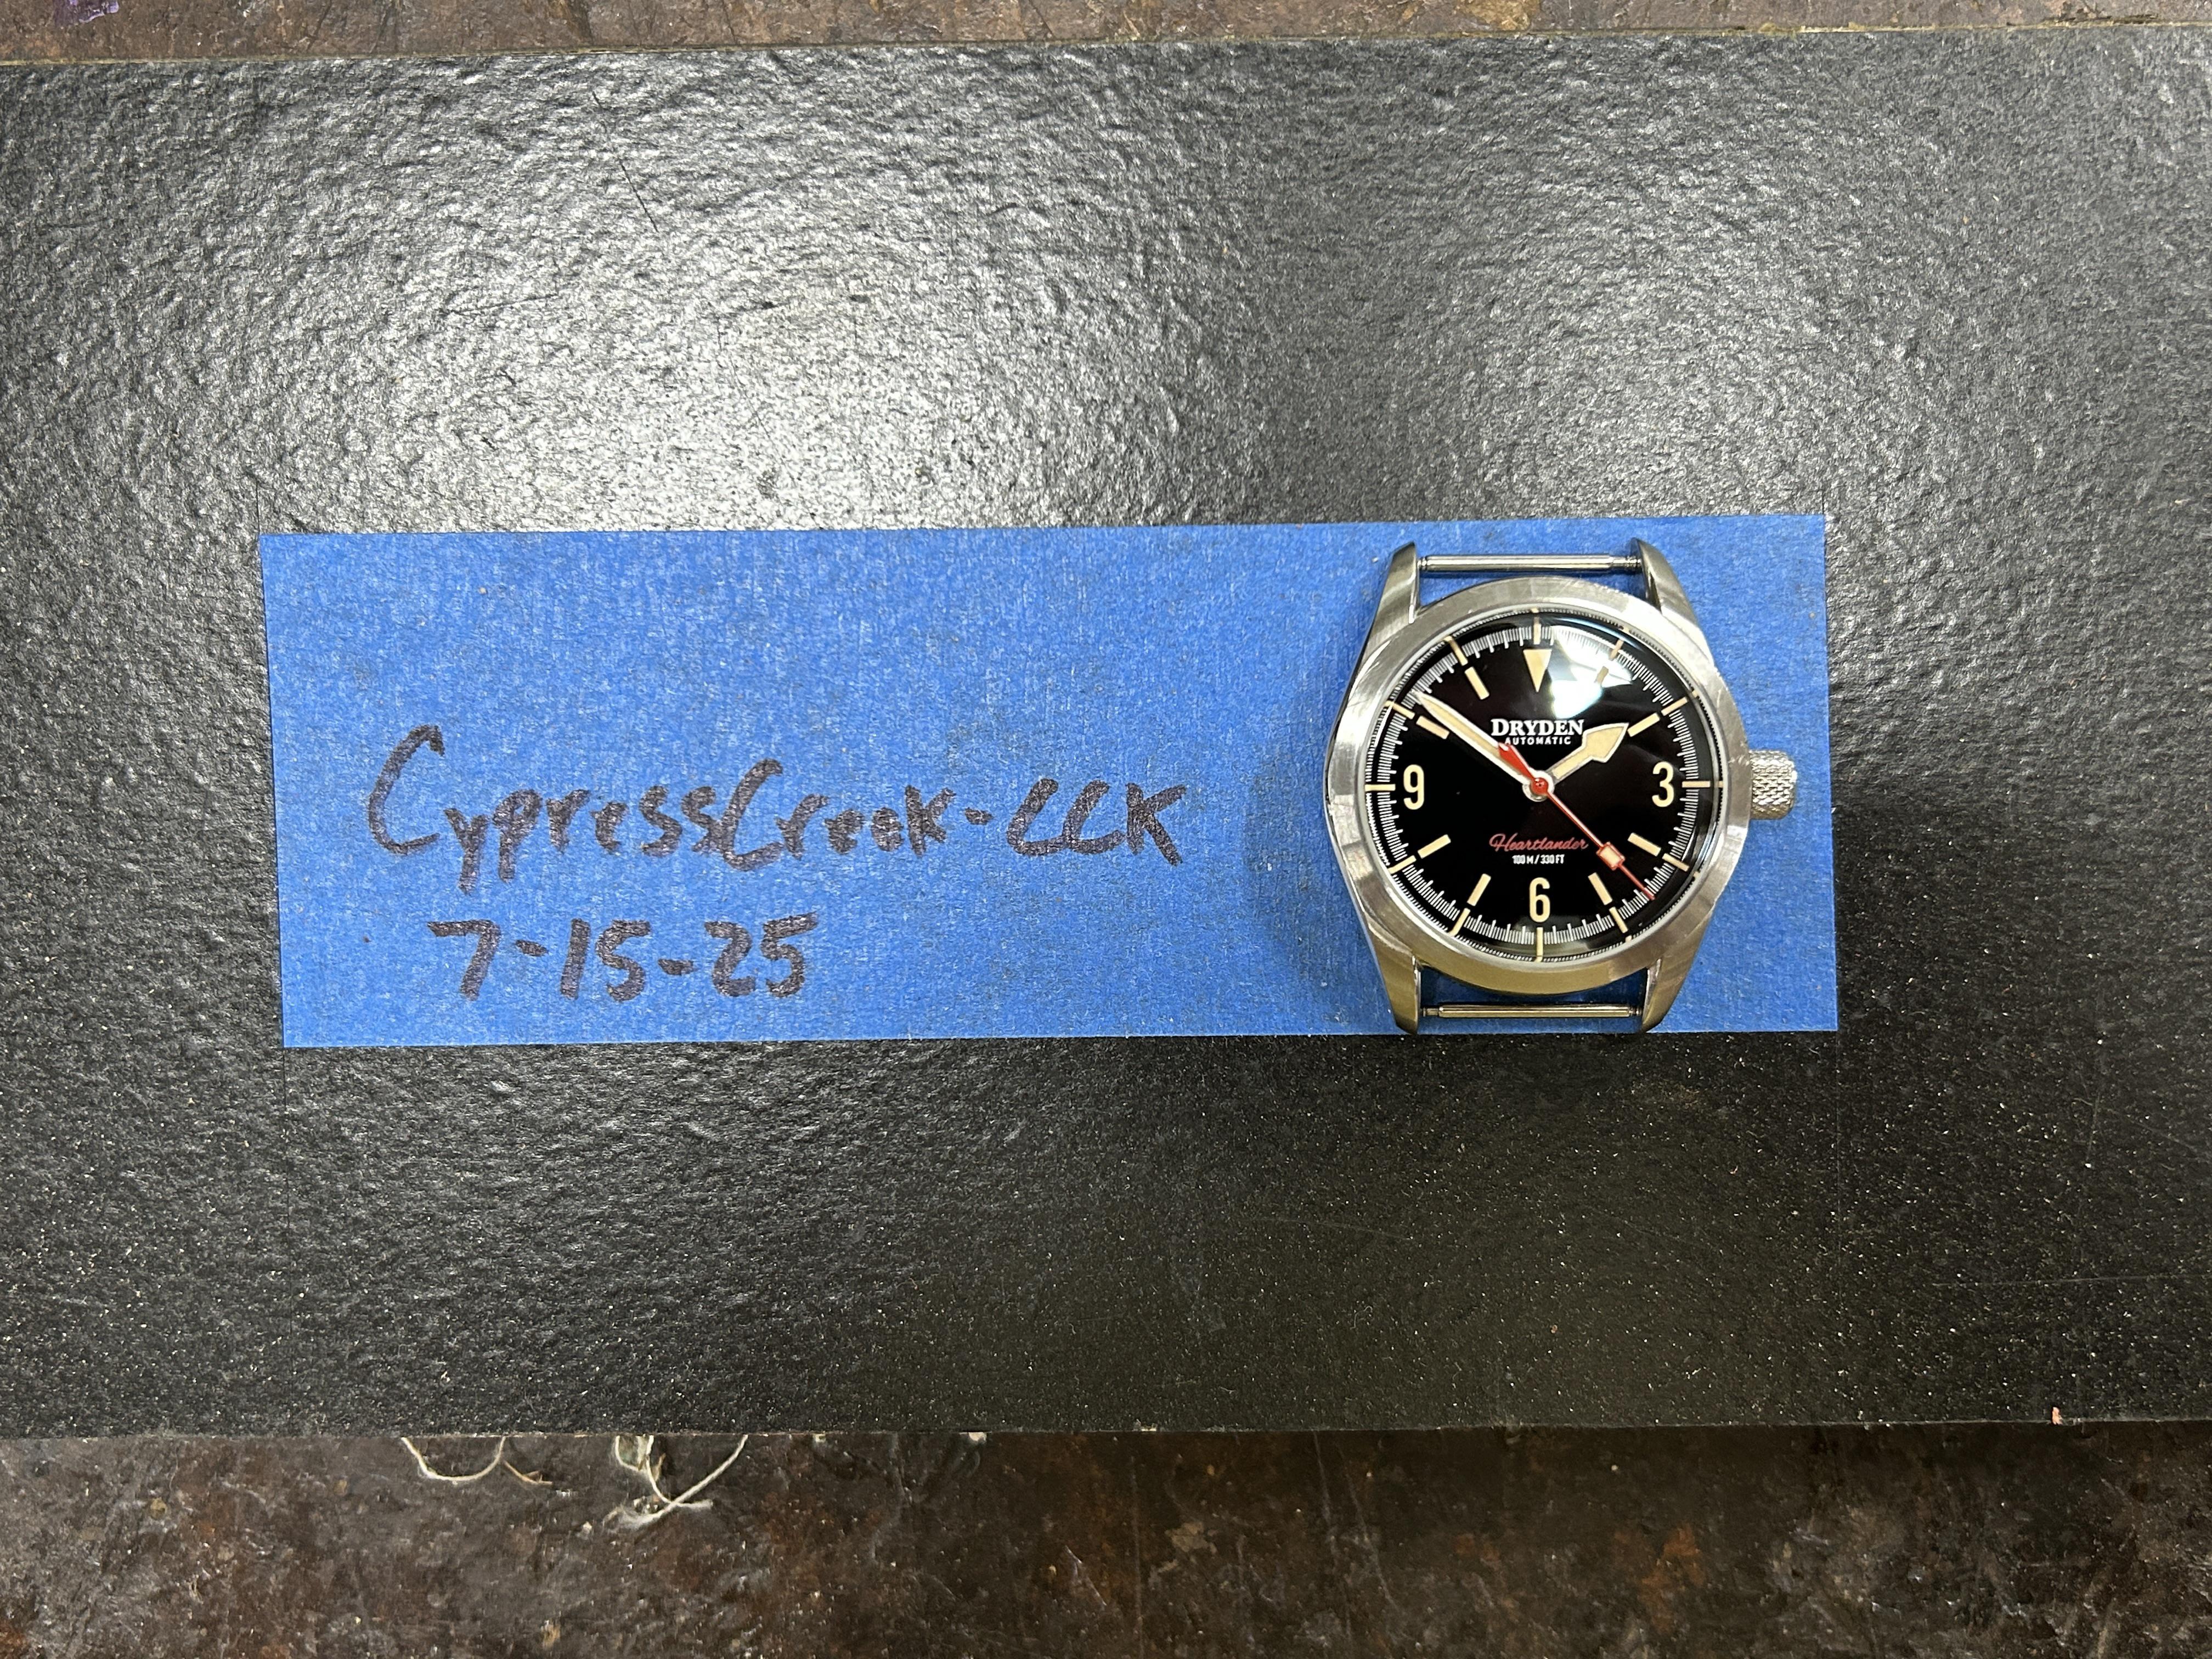 CypressCreek-CCK
7-15-25
DRYDEN
AUTOMATIC
9
3
Heartlander
100 M / 330 FT
6